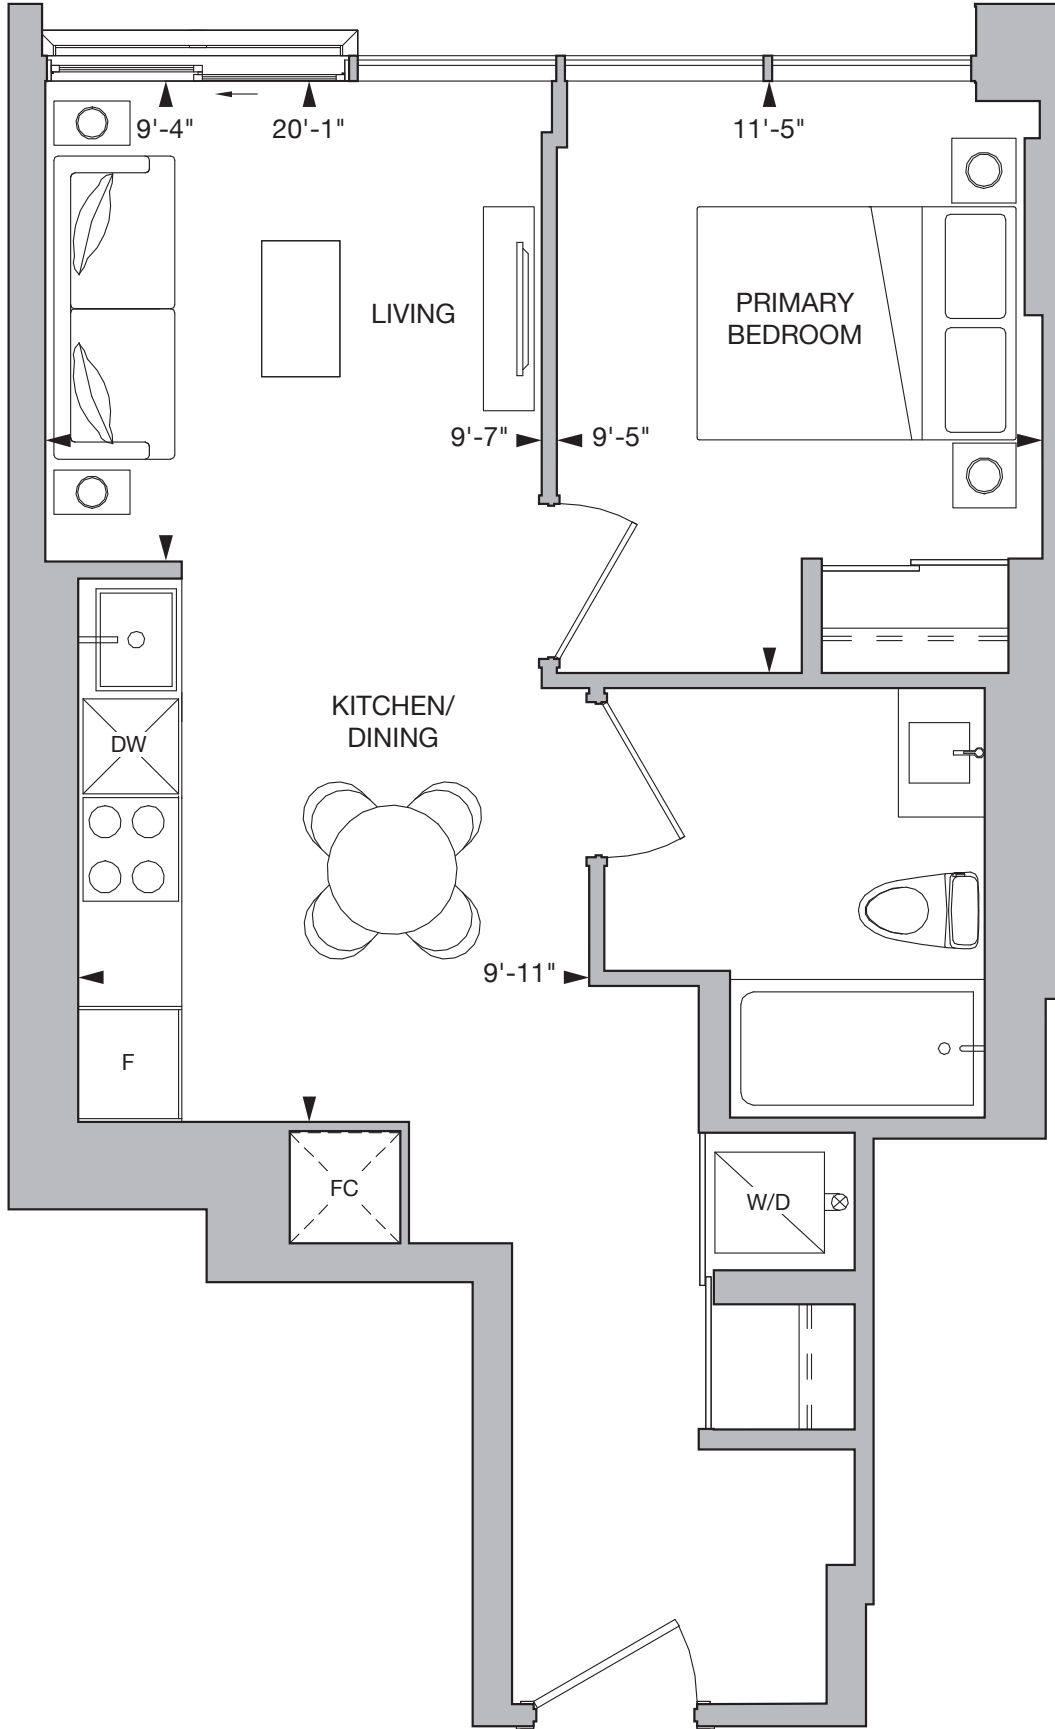 9'-4"
20'-1"
11'-5"
LIVING
PRIMARY
BEDROOM
9'-7"
9'-5"
KITCHEN/
DINING
DW
9'-11"
F
FC
W/D